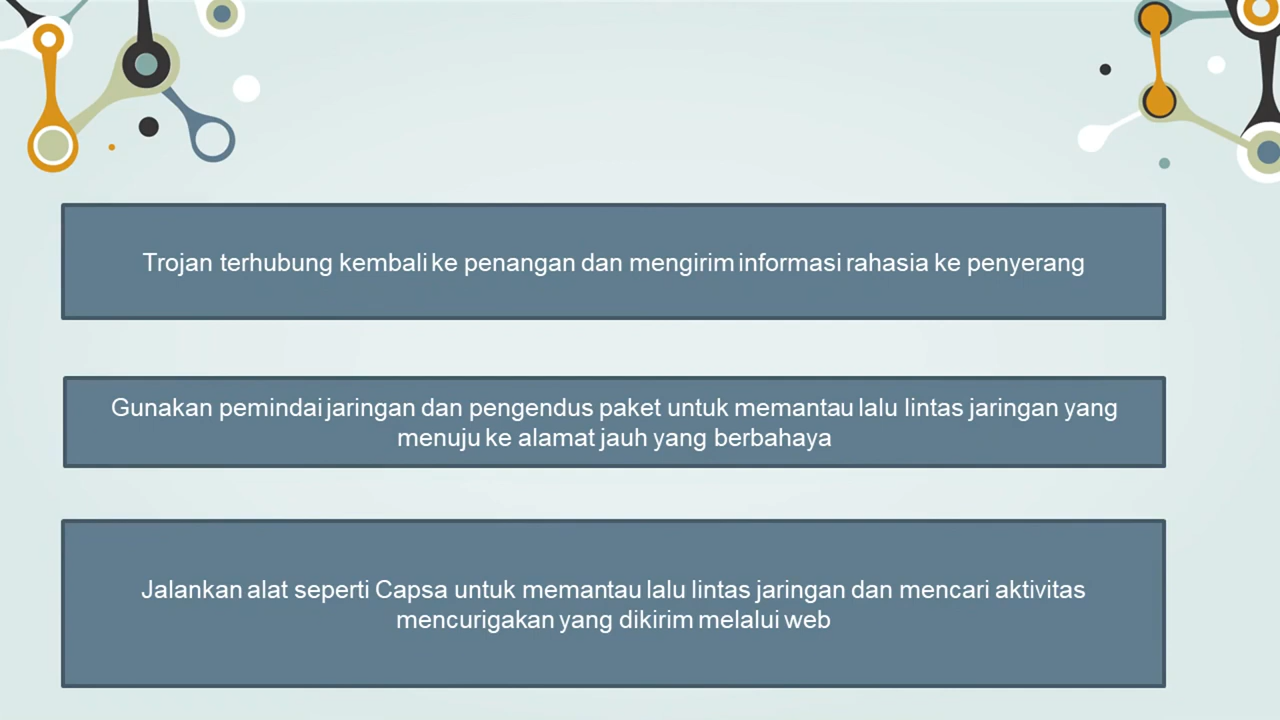 Trojan terhubung kembali ke penangan dan mengirim informasi rahasia ke penyerang
Gunakan pemindai jaringan dan pengendus paket untuk memantau lalu lintas jaringan yang
menuju ke alamat jauh yang berbahaya
Jalankan alat seperti Capsa untuk memantau lalu lintas jaringan dan mencari aktivitas
mencurigakan yang dikirim melalui web